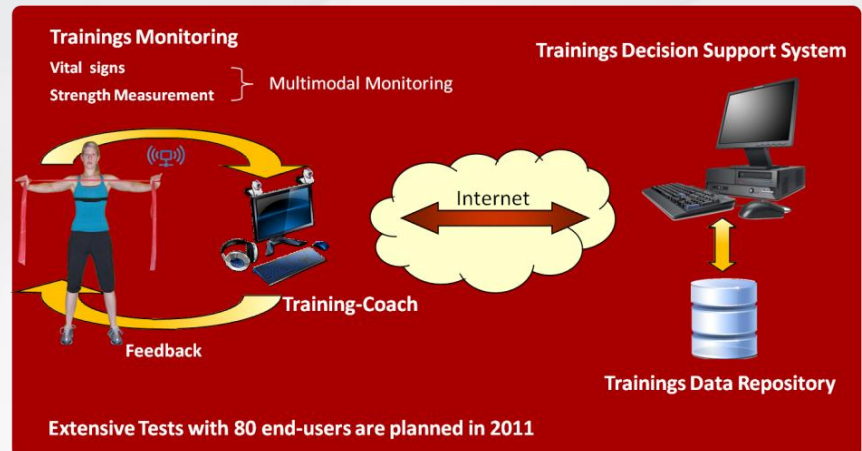 Trainings Monitoring
Vital signs
Strength Measurement
Multimodal Monitoring
Trainings Decision Support System
Internet
Training-Coach
Feedback
Trainings Data Repository
Extensive Tests with 80 end-users are planned in 2011